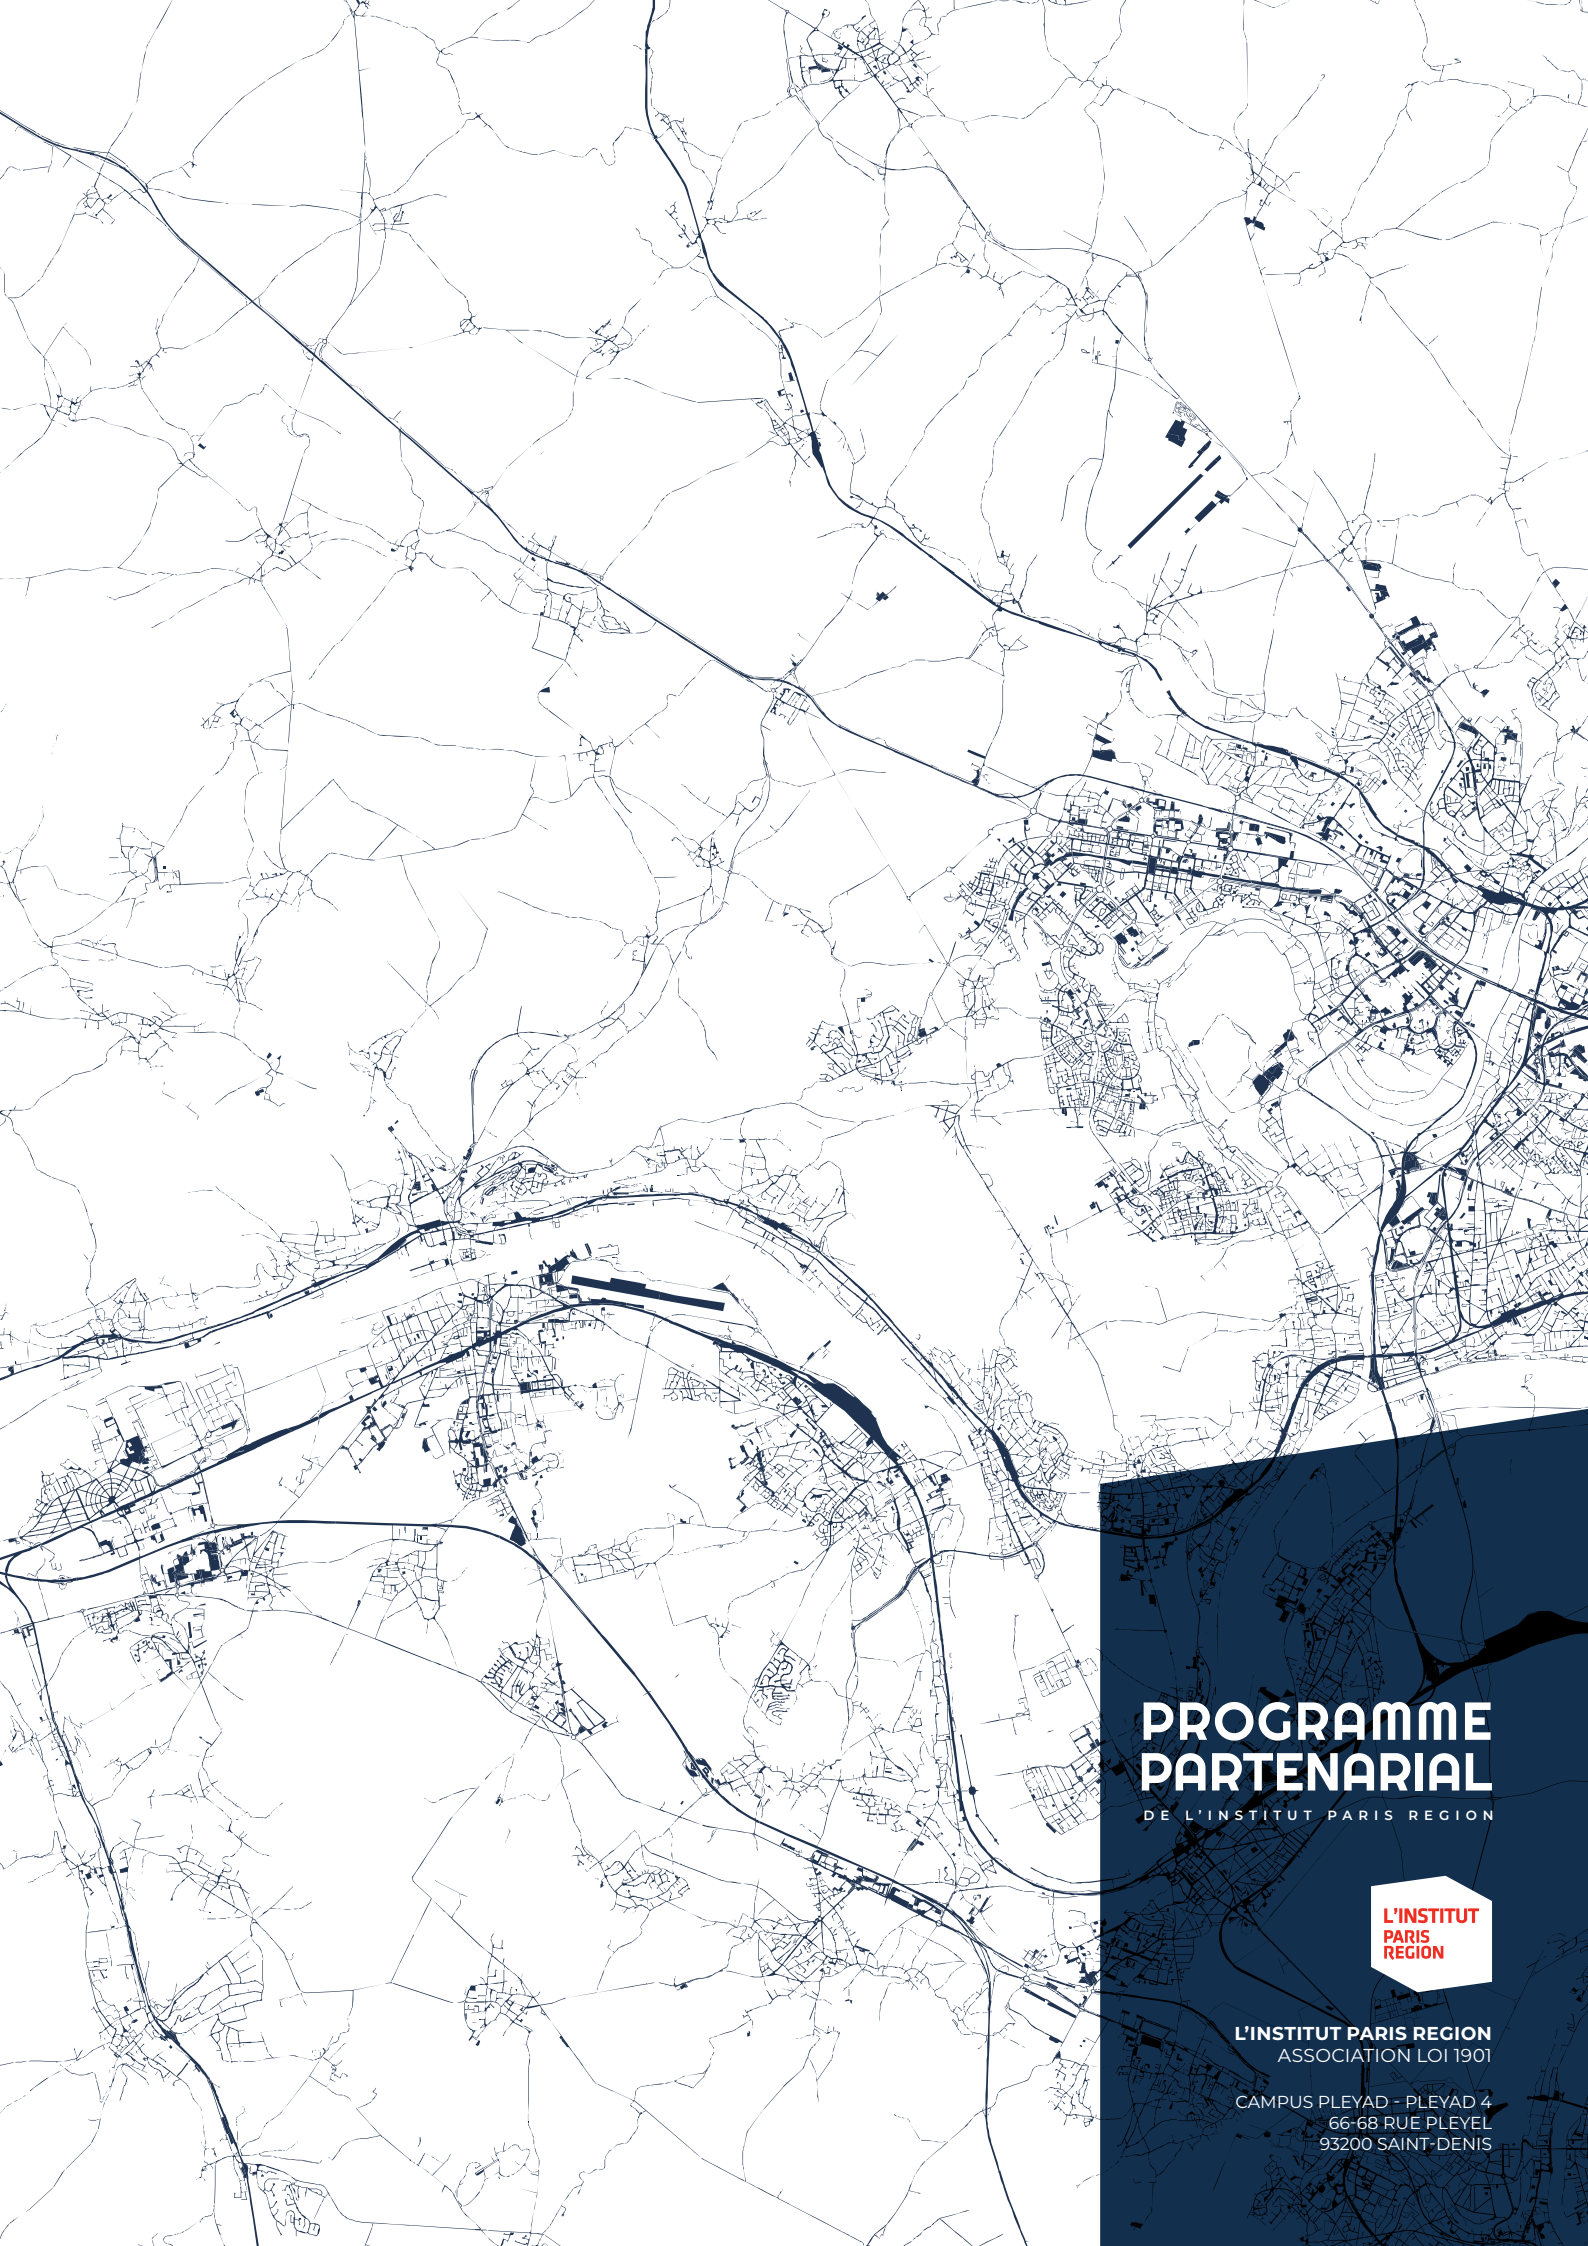 PROGRAMME
PARTENARIAL
DE L'INSTITUT PARIS REGION
L'INSTITUT
PARIS
REGION
L'INSTITUT PARIS REGION
ASSOCIATION LOI 1901
CAMPUS PLEYAD - PLEYAD 4
66-68 RUE PLEYEL
93200 SAINT-DENIS